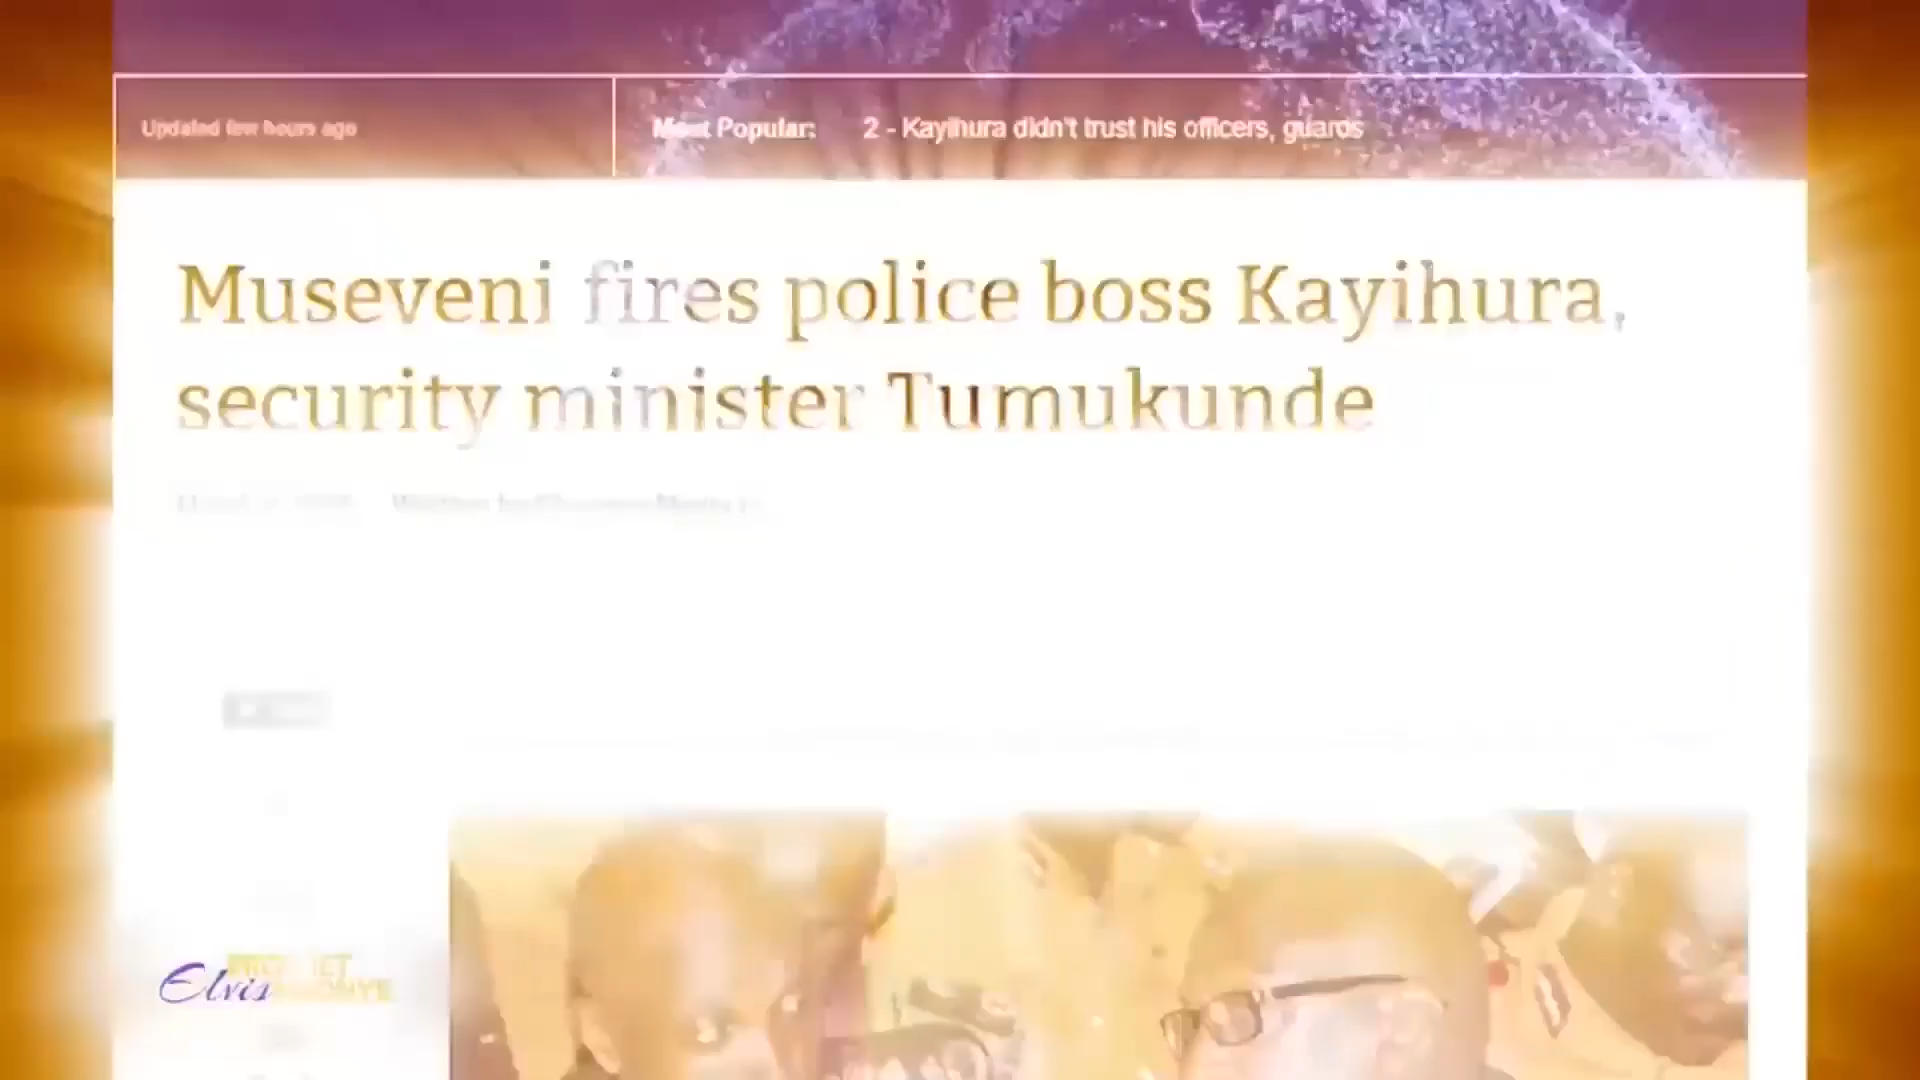 Updated few hours ago
Most Popular: 2 - Kayihura didn't trust his officers, guards
Museveni fires police boss Kayihura,
security minister Tumukunde
PROPHET
Elvis